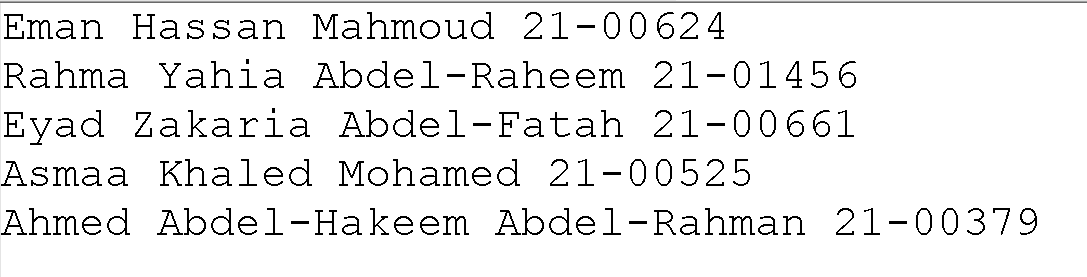 Eman Hassan Mahmoud 21-00624
Rahma Yahia Abdel-Raheem 21-01456
Eyad Zakaria Abdel-Fatah 21-00661
Asmaa Khaled Mohamed 21-00525
Ahmed Abdel-Hakeem Abdel-Rahman 21-00379